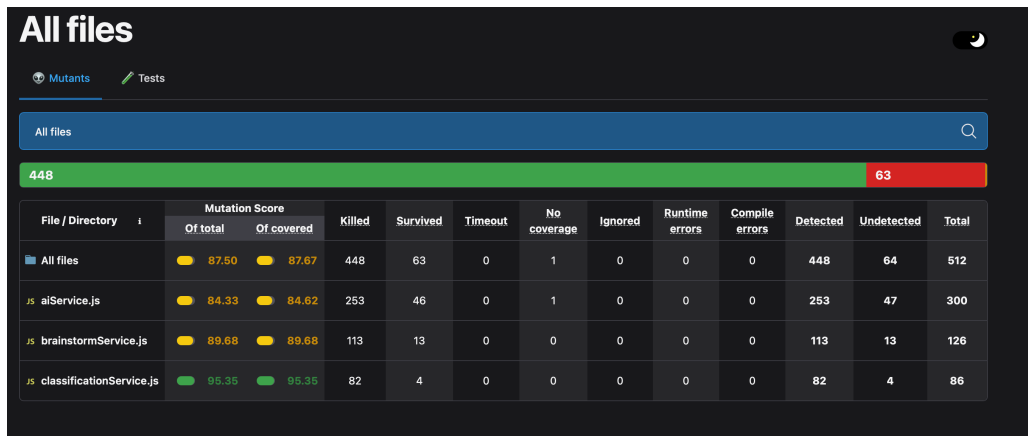 All files
👽 Mutants 🧪 Tests
All files
448 63
File / Directory i Mutation Score Killed Survived Timeout No coverage Ignored Runtime errors Compile errors Detected Undetected Total
Of total Of covered
All files 87.50 87.67 448 63 0 1 0 0 0 448 64 512
JS aiService.js 84.33 84.62 253 46 0 1 0 0 0 253 47 300
JS brainstormService.js 89.68 89.68 113 13 0 0 0 0 0 113 13 126
JS classificationService.js 95.35 95.35 82 4 0 0 0 0 0 82 4 86